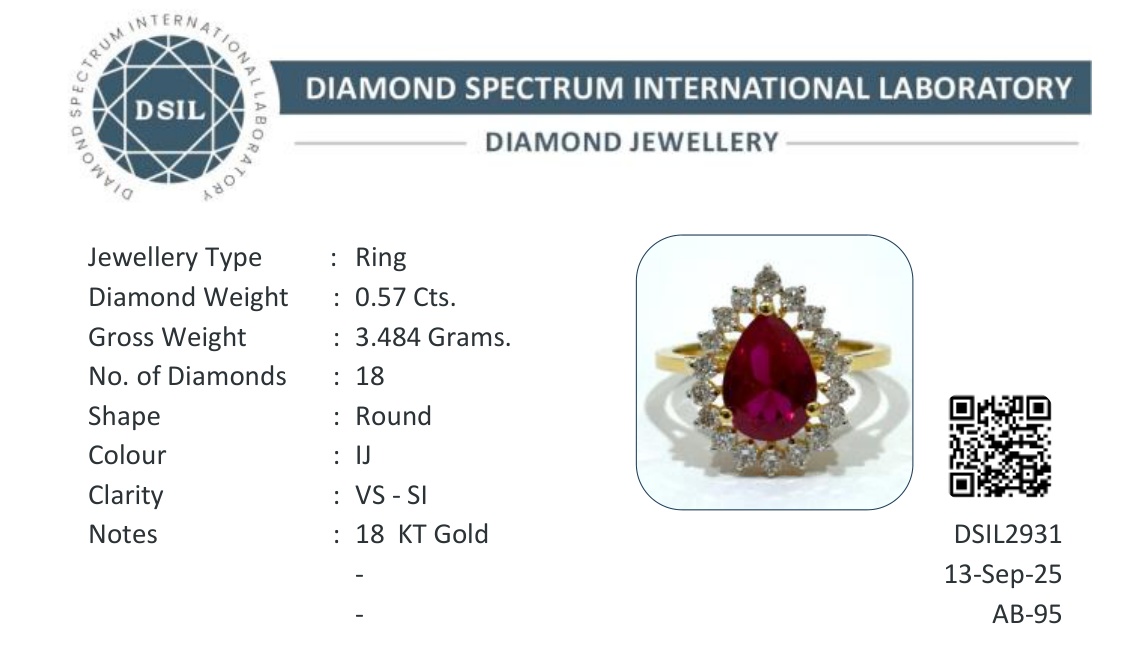 DIAMOND SPECTRUM INTERNATIONAL LABORATORY
DSIL
DIAMOND SPECTRUM INTERNATIONAL LABORATORY
DIAMOND JEWELLERY
Jewellery Type : Ring
Diamond Weight : 0.57 Cts.
Gross Weight : 3.484 Grams.
No. of Diamonds : 18
Shape : Round
Colour : IJ
Clarity : VS - SI
Notes : 18 KT Gold
-
-
DSIL2931
13-Sep-25
AB-95